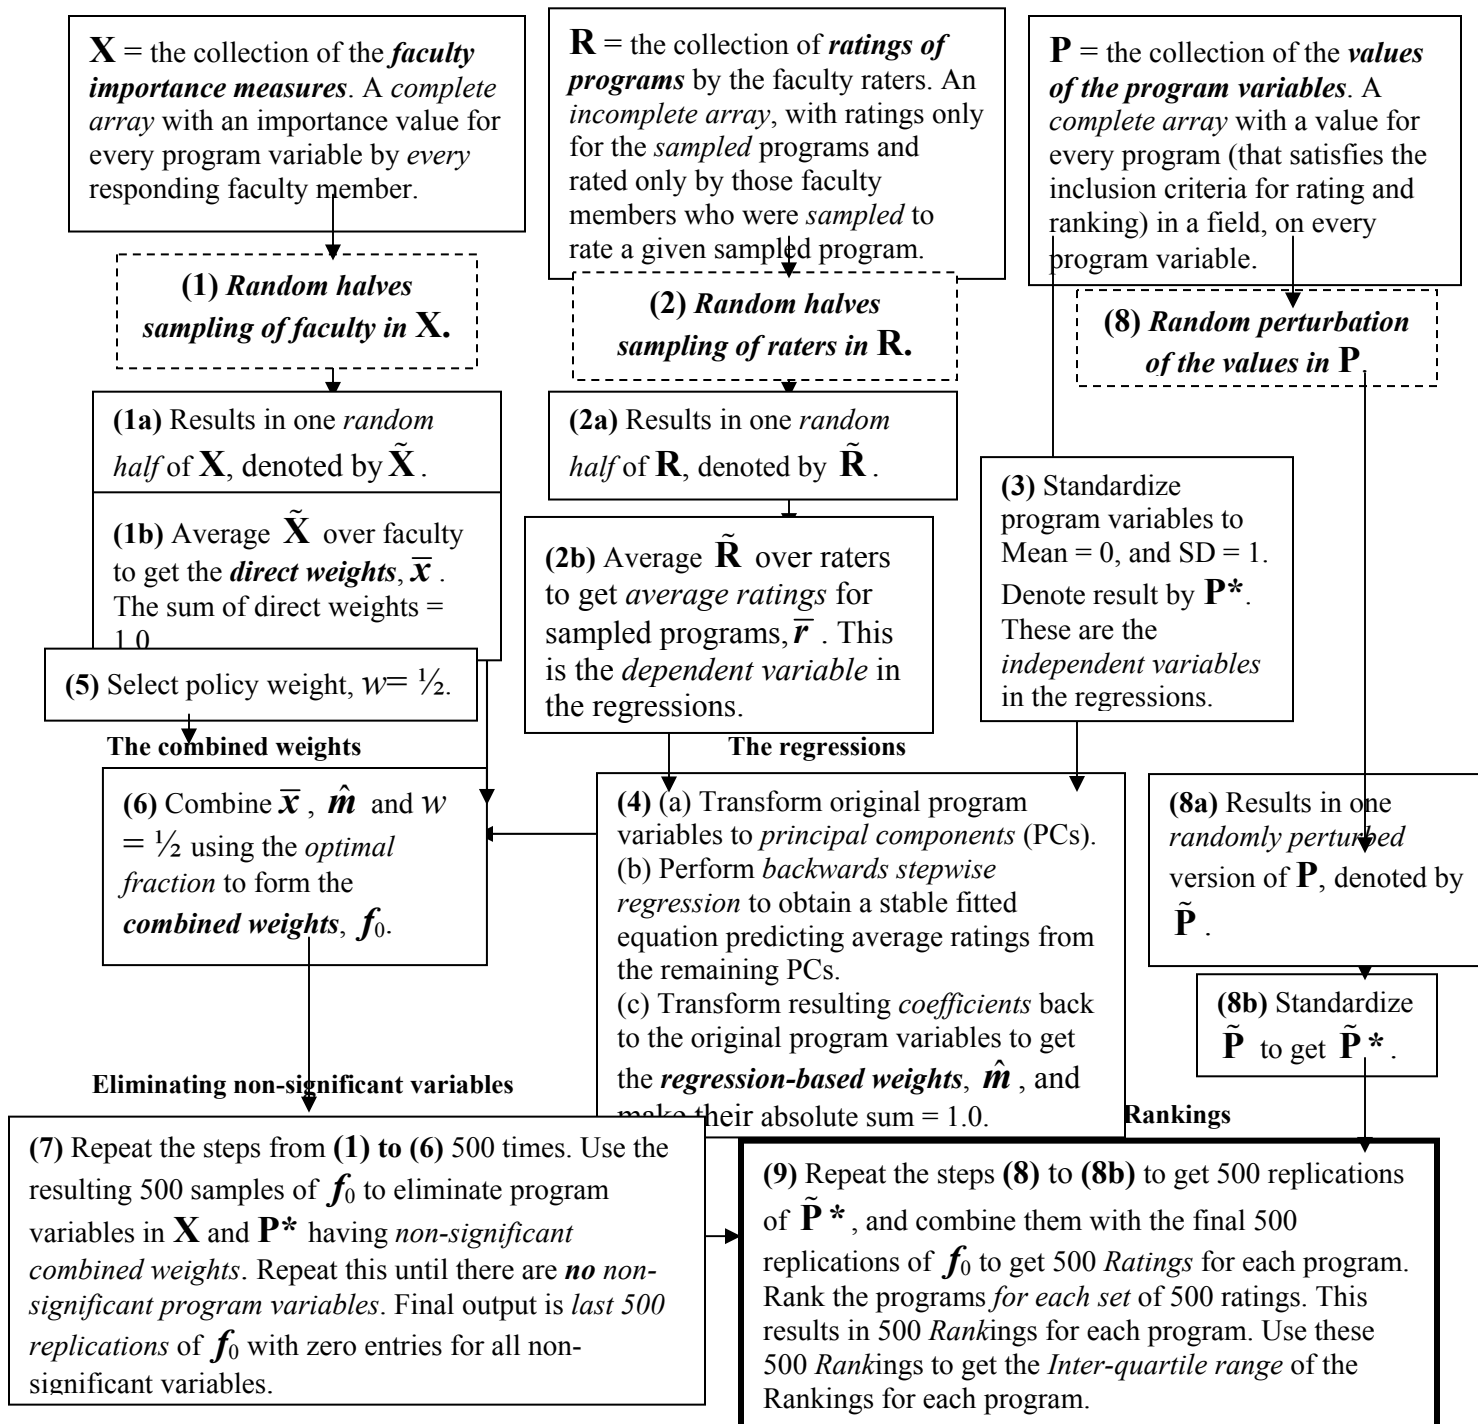 X = the collection of the faculty
importance measures. A complete
array with an importance value for
every program variable by every
responding faculty member.
R = the collection of ratings of
programs by the faculty raters. An
incomplete array, with ratings only
for the sampled programs and
rated only by those faculty
members who were sampled to
rate a given sampled program.
P = the collection of the values
of the program variables. A
complete array with a value for
every program (that satisfies the
inclusion criteria for rating and
ranking) in a field, on every
program variable.
(1) Random halves
sampling of faculty in X.
(2) Random halves
sampling of raters in R.
(8) Random perturbation
of the values in P.
(1a) Results in one random
half of X, denoted by X̃ .
(2a) Results in one random
half of R, denoted by R̃ .
(3) Standardize
program variables to
Mean = 0, and SD = 1.
Denote result by P*.
These are the
independent variables
in the regressions.
(1b) Average X̃ over faculty
to get the direct weights, x̄ .
The sum of direct weights =
1.0
(2b) Average R̃ over raters
to get average ratings for
sampled programs, r̄ . This
is the dependent variable in
the regressions.
(5) Select policy weight, w= ½.
The combined weights
The regressions
(6) Combine x̄ , m̂ and w
= ½ using the optimal
fraction to form the
combined weights, f₀.
(4) (a) Transform original program
variables to principal components (PCs).
(b) Perform backwards stepwise
regression to obtain a stable fitted
equation predicting average ratings from
the remaining PCs.
(c) Transform resulting coefficients back
to the original program variables to get
the regression-based weights, m̂ , and
make their absolute sum = 1.0.
(8a) Results in one
randomly perturbed
version of P, denoted by
P̃ .
(8b) Standardize
P̃ to get P̃ * .
Eliminating non-significant variables
Rankings
(7) Repeat the steps from (1) to (6) 500 times. Use the
resulting 500 samples of f₀ to eliminate program
variables in X and P* having non-significant
combined weights. Repeat this until there are no non-
significant program variables. Final output is last 500
replications of f₀ with zero entries for all non-
significant variables.
(9) Repeat the steps (8) to (8b) to get 500 replications
of P̃ *, and combine them with the final 500
replications of f₀ to get 500 Ratings for each program.
Rank the programs for each set of 500 ratings. This
results in 500 Rankings for each program. Use these
500 Rankings to get the Inter-quartile range of the
Rankings for each program.